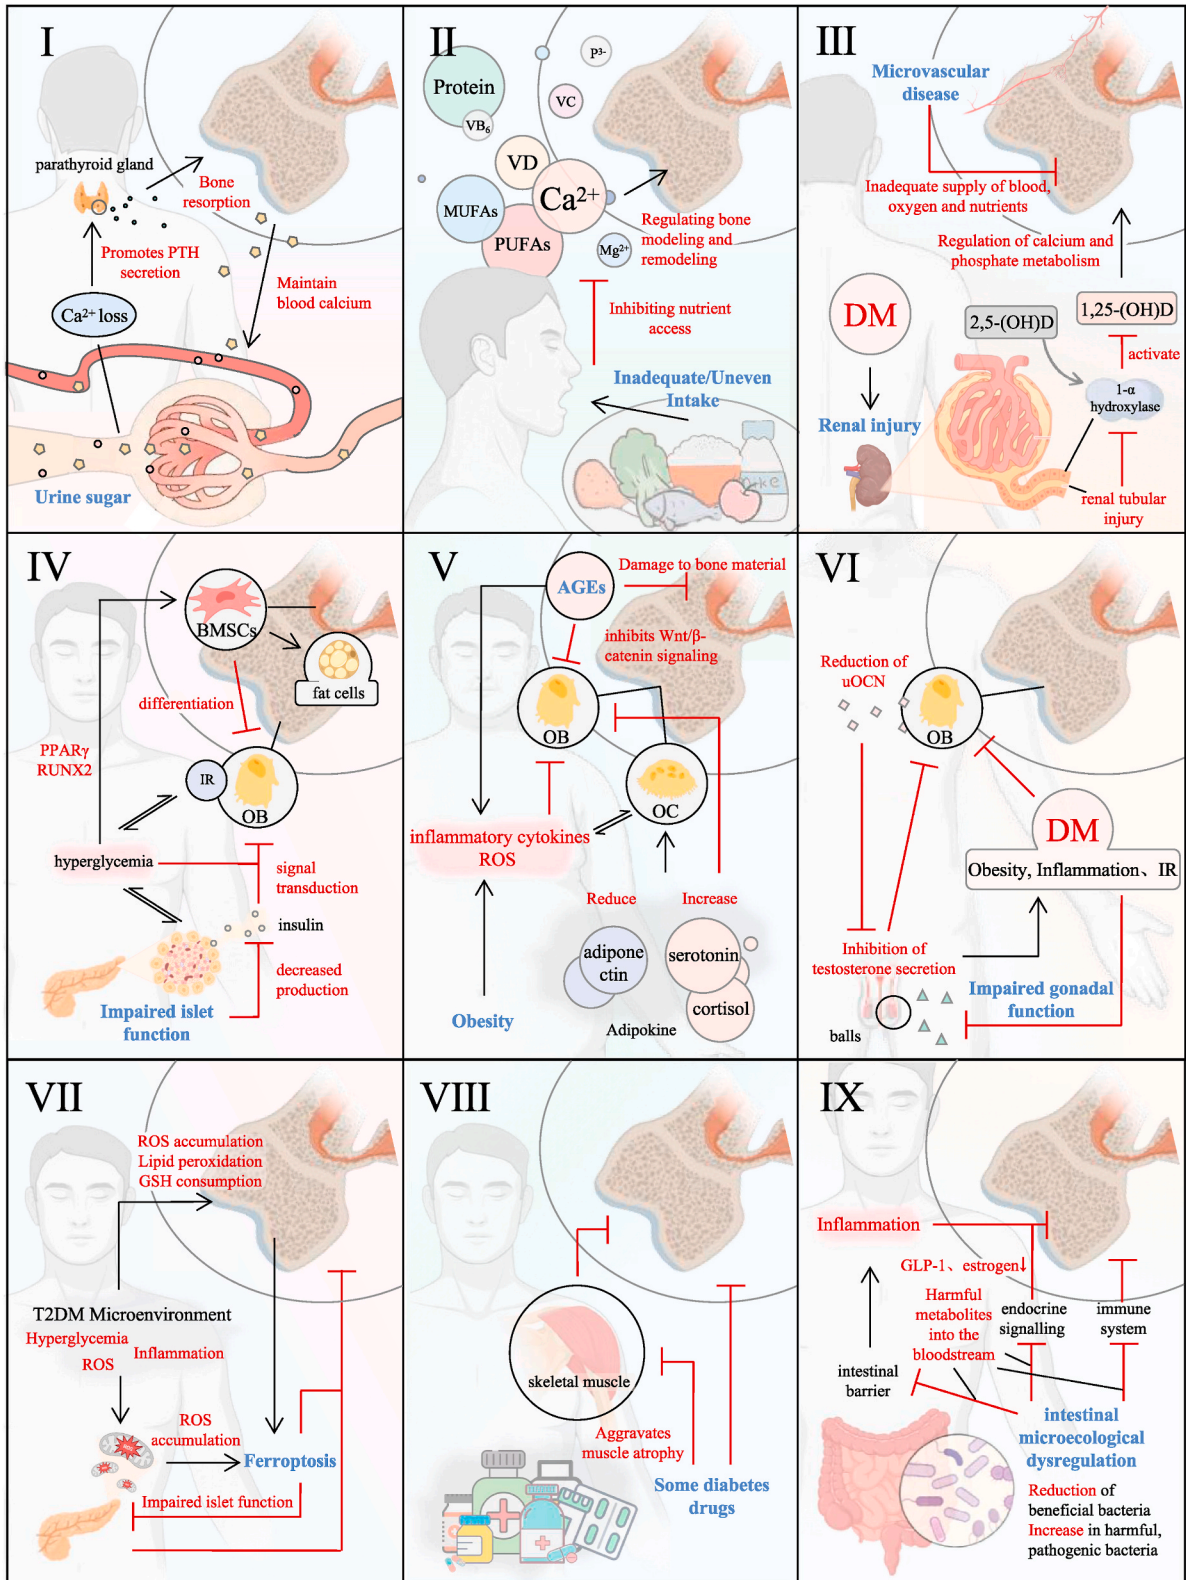 I
parathyroid gland
Bone
resorption
Promotes PTH
secretion
Maintain
blood calcium
Ca²⁺ loss
Urine sugar
II
Protein
VB₆
P³⁻
VC
VD
Ca²⁺
MUFAs
PUFAs
Mg²⁺
Regulating bone
modeling and
remodeling
Inhibiting nutrient
access
Inadequate/Uneven
Intake
III
Microvascular
disease
Inadequate supply of blood,
oxygen and nutrients
Regulation of calcium and
phosphate metabolism
DM
2,5-(OH)D
1,25-(OH)D
activate
1-α
hydroxylase
Renal injury
renal tubular
injury
IV
BMSCs
fat cells
differentiation
PPARγ
RUNX2
IR
OB
hyperglycemia
signal
transduction
insulin
decreased
production
Impaired islet
function
V
AGEs
Damage to bone material
inhibits Wnt/β-
catenin signaling
OB
OC
inflammatory cytokines
ROS
Reduce
Increase
adipone
ctin
serotonin
cortisol
Adipokine
Obesity
VI
Reduction of
uOCN
OB
DM
Obesity, Inflammation、IR
Inhibition of
testosterone secretion
Impaired gonadal
function
balls
VII
ROS accumulation
Lipid peroxidation
GSH consumption
T2DM Microenvironment
Hyperglycemia
Inflammation
ROS
ROS
accumulation
Ferroptosis
Impaired islet function
VIII
skeletal muscle
Aggravates
muscle atrophy
Some diabetes
drugs
IX
Inflammation
GLP-1、estrogen↓
Harmful
metabolites
into the
bloodstream
endocrine
signalling
immune
system
intestinal
barrier
intestinal
microecological
dysregulation
Reduction of
beneficial bacteria
Increase in harmful,
pathogenic bacteria